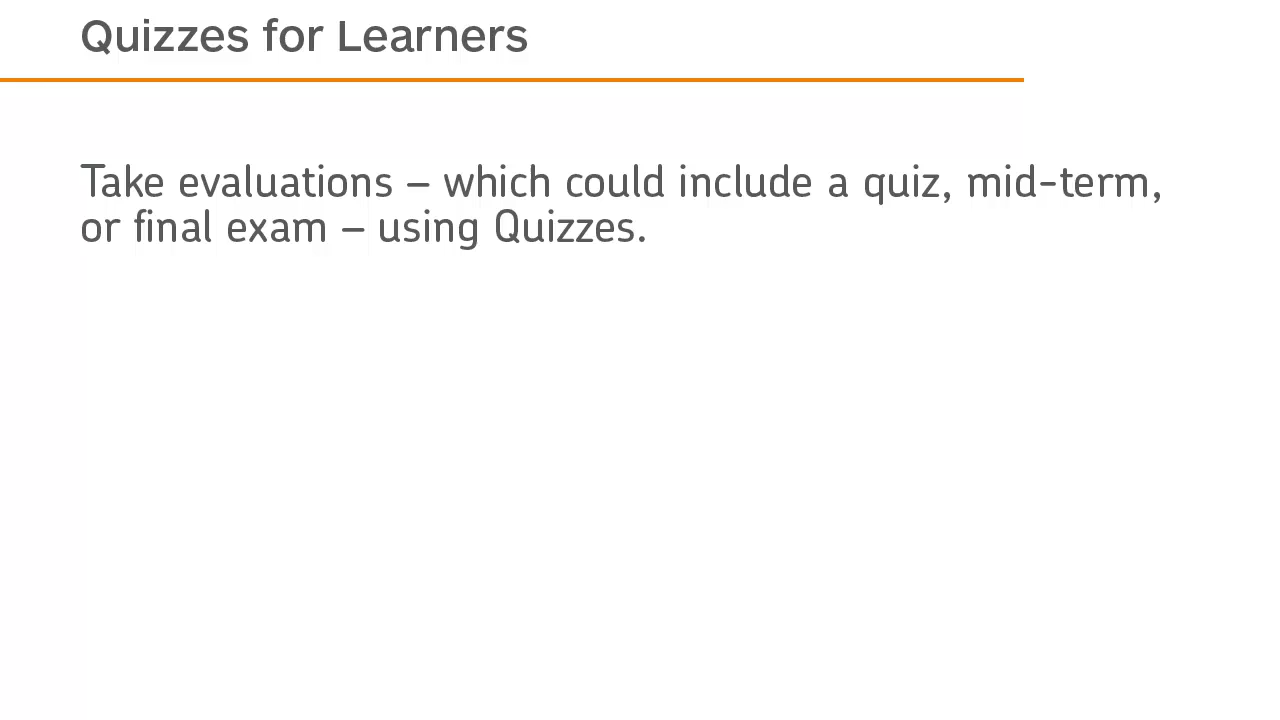 Quizzes for Learners
Take evaluations – which could include a quiz, mid-term,
or final exam – using Quizzes.